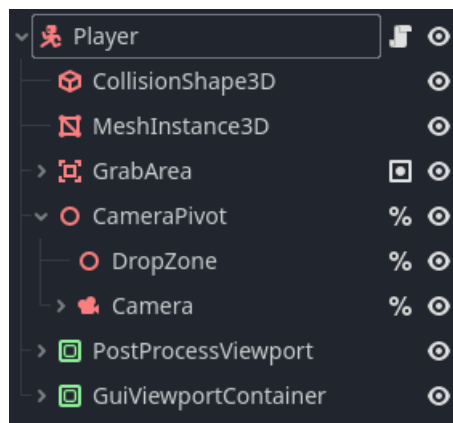 Player
CollisionShape3D
MeshInstance3D
GrabArea
CameraPivot %
DropZone %
Camera %
PostProcessViewport
GuiViewportContainer